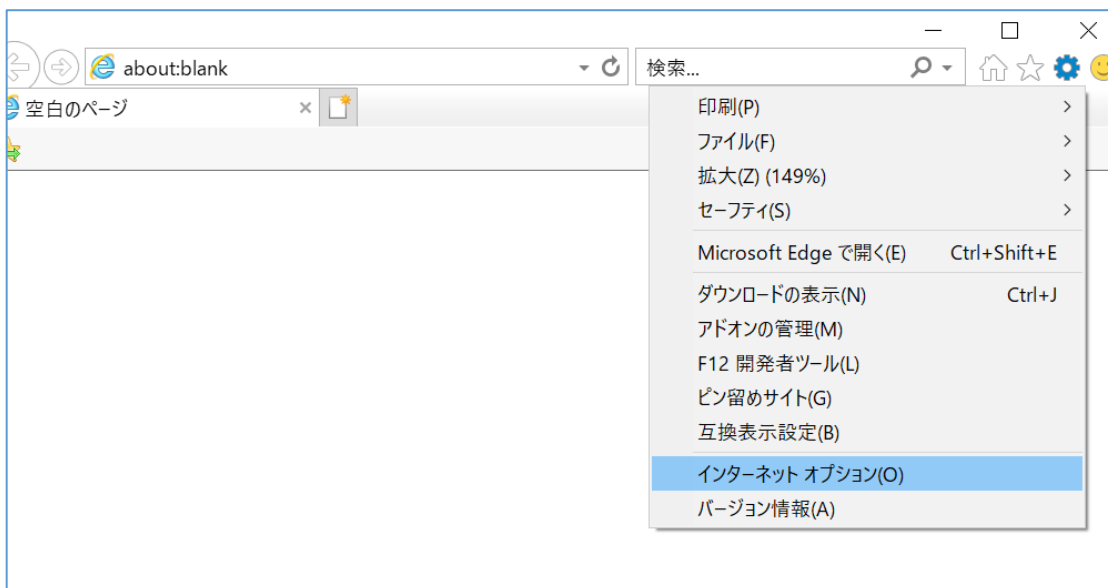 about:blank
検索...
空白のページ
印刷(P)
ファイル(F)
拡大(Z) (149%)
セーフティ(S)
Microsoft Edge で開く(E) Ctrl+Shift+E
ダウンロードの表示(N) Ctrl+J
アドオンの管理(M)
F12 開発者ツール(L)
ピン留めサイト(G)
互換表示設定(B)
インターネット オプション(O)
バージョン情報(A)